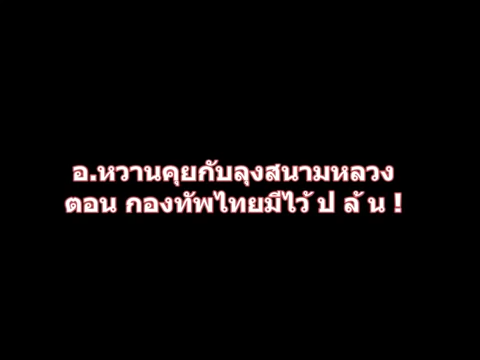 อ.หวานคุยกับลุงสนามหลวง
ตอน กองทัพไทยมีไว้ ป ล้ น !